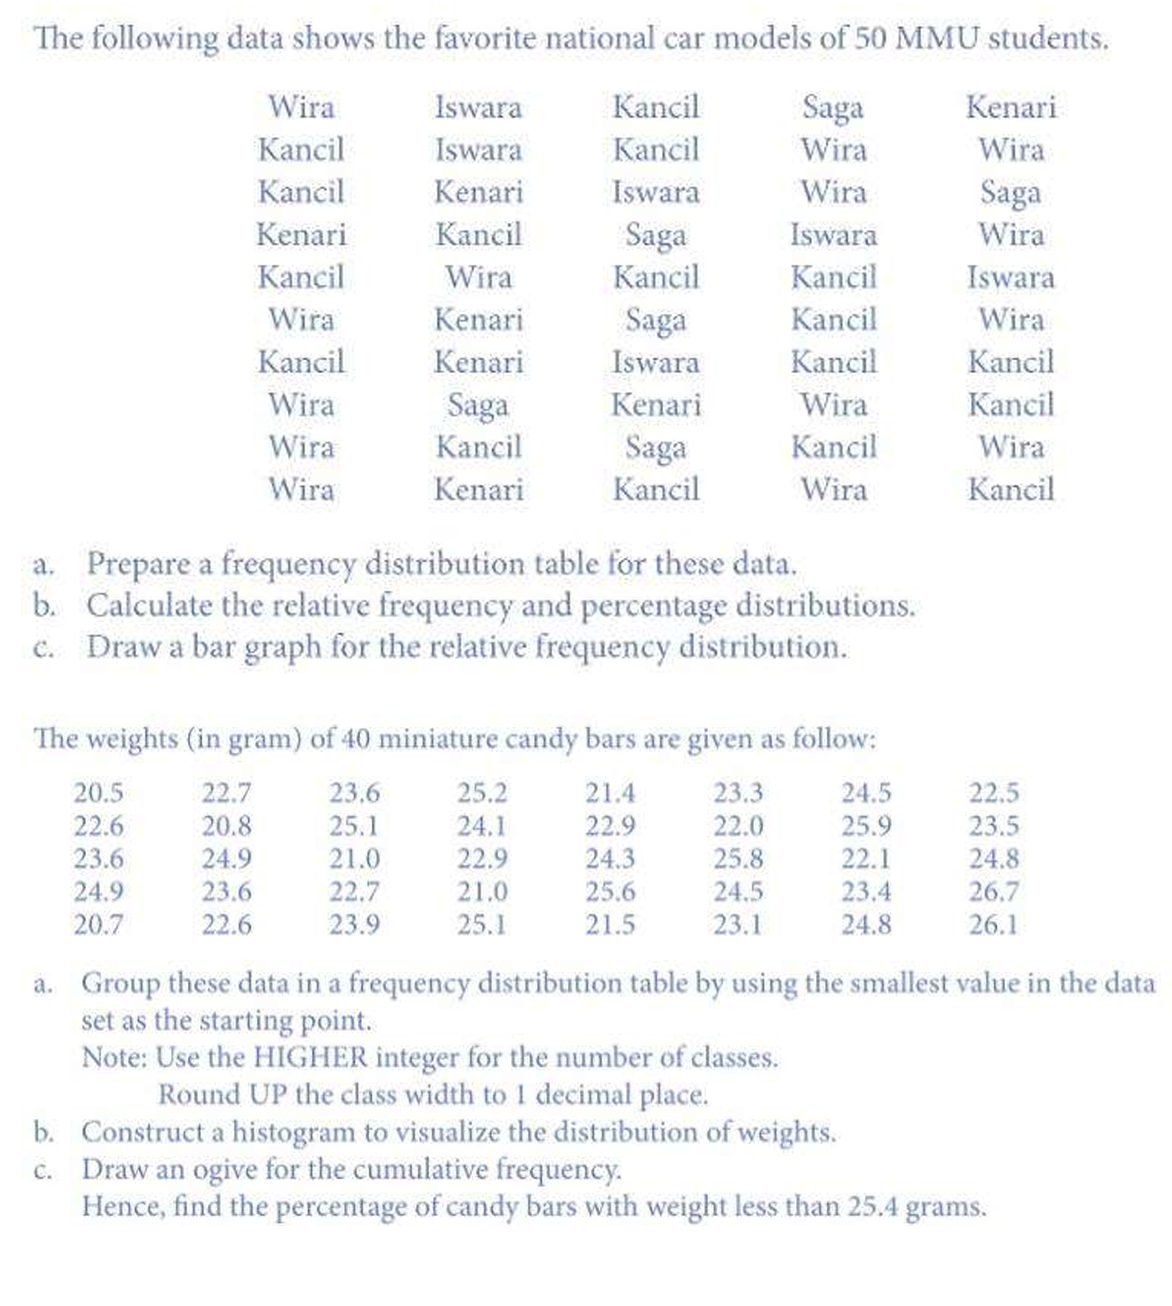 The following data shows the favorite national car models of 50 MMU students.
Wira Iswara Kancil Saga Kenari
Kancil Iswara Kancil Wira Wira
Kancil Kenari Iswara Wira Saga
Kenari Kancil Saga Iswara Wira
Kancil Wira Kancil Kancil Iswara
Wira Kenari Saga Kancil Wira
Kancil Kenari Iswara Kancil Kancil
Wira Saga Kenari Wira Kancil
Wira Kancil Saga Kancil Wira
Wira Kenari Kancil Wira Kancil
a. Prepare a frequency distribution table for these data.
b. Calculate the relative frequency and percentage distributions.
c. Draw a bar graph for the relative frequency distribution.
The weights (in gram) of 40 miniature candy bars are given as follow:
20.5 22.7 23.6 25.2 21.4 23.3 24.5 22.5
22.6 20.8 25.1 24.1 22.9 22.0 25.9 23.5
23.6 24.9 21.0 22.9 24.3 25.8 22.1 24.8
24.9 23.6 22.7 21.0 25.6 24.5 23.4 26.7
20.7 22.6 23.9 25.1 21.5 23.1 24.8 26.1
a. Group these data in a frequency distribution table by using the smallest value in the data
set as the starting point.
Note: Use the HIGHER integer for the number of classes.
Round UP the class width to 1 decimal place.
b. Construct a histogram to visualize the distribution of weights.
c. Draw an ogive for the cumulative frequency.
Hence, find the percentage of candy bars with weight less than 25.4 grams.